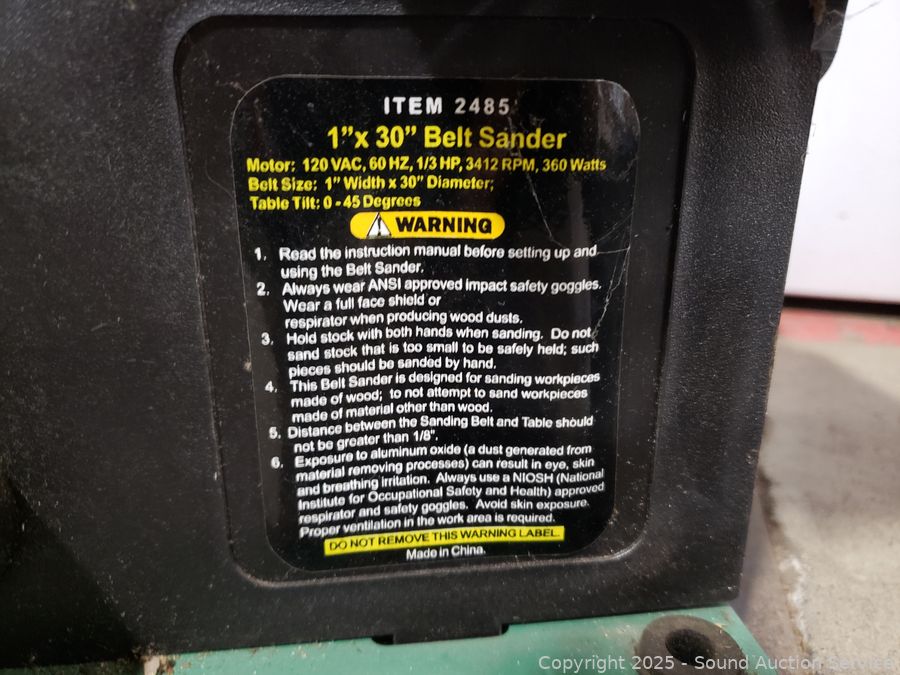 ITEM 2485
1"x 30" Belt Sander
Motor: 120 VAC, 60 HZ, 1/3 HP, 3412 RPM, 360 Watts
Belt Size: 1" Width x 30" Diameter;
Table Tilt: 0 - 45 Degrees
WARNING
1. Read the instruction manual before setting up and
using the Belt Sander.
2. Always wear ANSI approved impact safety goggles.
Wear a full face shield or
respirator when producing wood dusts.
3. Hold stock with both hands when sanding. Do not
sand stock that is too small to be safely held; such
pieces should be sanded by hand.
4. This Belt Sander is designed for sanding workpieces
made of wood; to not attempt to sand workpieces
made of material other than wood.
5. Distance between the Sanding Belt and Table should
not be greater than 1/8".
6. Exposure to aluminum oxide (a dust generated from
material removing processes) can result in eye, skin
and breathing irritation. Always use a NIOSH (National
Institute for Occupational Safety and Health) approved
respirator and safety goggles. Avoid skin exposure.
Proper ventilation in the work area is required.
DO NOT REMOVE THIS WARNING LABEL.
Made in China.
Copyright 2025 - Sound Auction Service